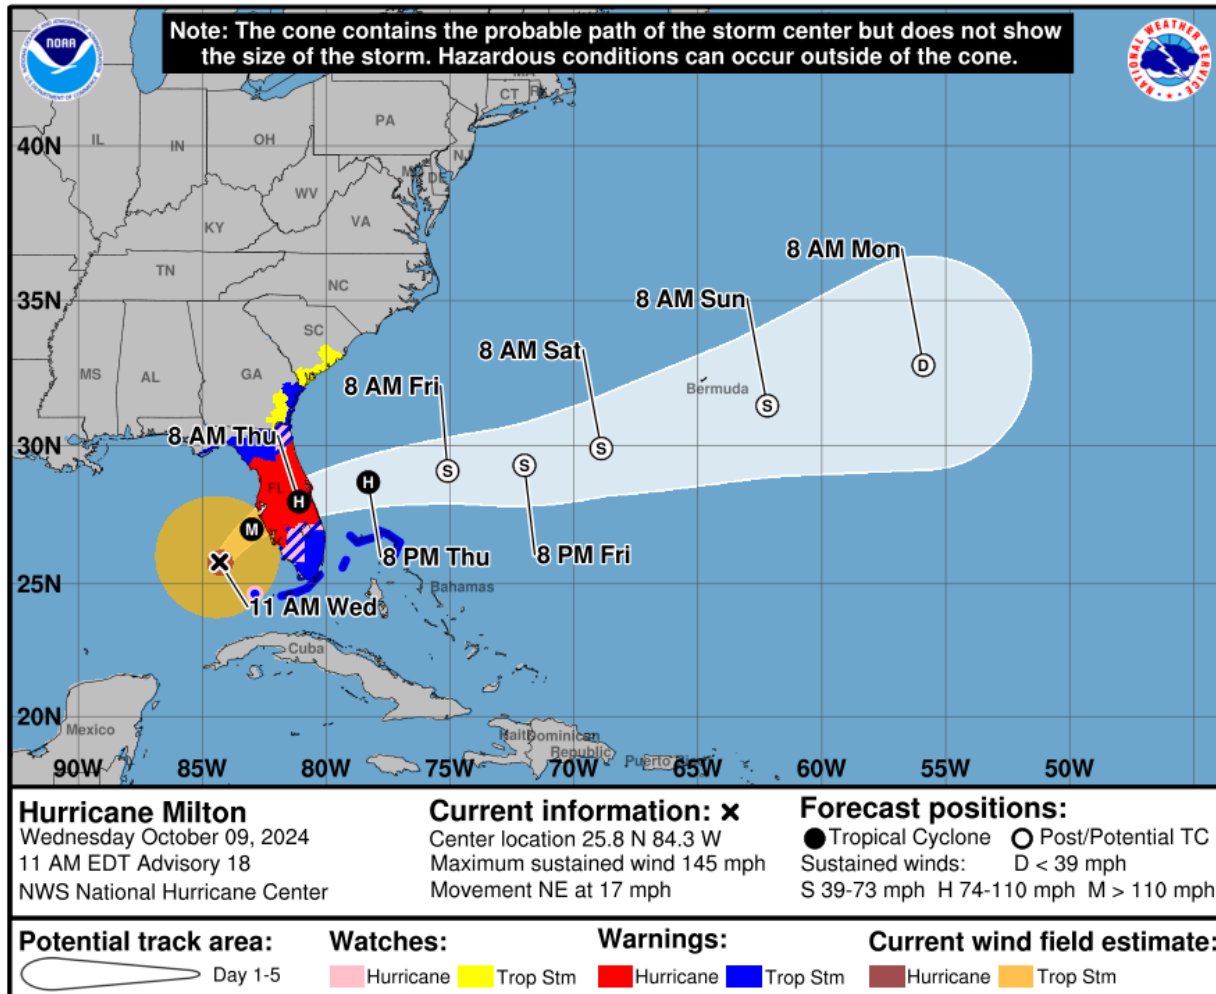 Note: The cone contains the probable path of the storm center but does not show
the size of the storm. Hazardous conditions can occur outside of the cone.
NOAA
NATIONAL WEATHER SERVICE
MA
CT
RI
PA
40N
IL
IN
OH
NJ
MD
DE
WV
KY
VA
8 AM Mon
TN
NC
35N
8 AM Sun
SC
8 AM Sat
MS
AL
GA
8 AM Fri
Bermuda
D
S
8 AM Thu
30N
S
S
S
FL
H
H
M
8 PM Thu
8 PM Fri
25N
Bahamas
11 AM Wed
Cuba
20N
Mexico
Haiti
Dominican
Republic
Puerto Rico
90W 85W 80W 75W 70W 65W 60W 55W 50W
Hurricane Milton
Wednesday October 09, 2024
11 AM EDT Advisory 18
NWS National Hurricane Center
Current information: ×
Center location 25.8 N 84.3 W
Maximum sustained wind 145 mph
Movement NE at 17 mph
Forecast positions:
Tropical Cyclone Post/Potential TC
Sustained winds: D < 39 mph
S 39-73 mph H 74-110 mph M > 110 mph
Potential track area:
Day 1-5
Watches:
Hurricane Trop Stm
Warnings:
Hurricane Trop Stm
Current wind field estimate:
Hurricane Trop Stm